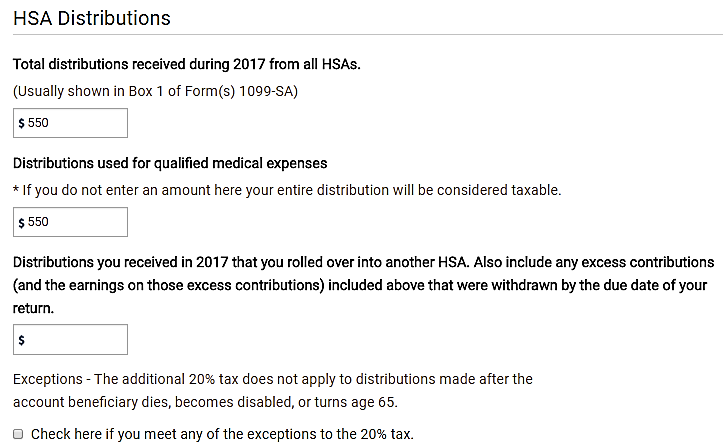 HSA Distributions
Total distributions received during 2017 from all HSAs.
(Usually shown in Box 1 of Form(s) 1099-SA)
$ 550
Distributions used for qualified medical expenses
* If you do not enter an amount here your entire distribution will be considered taxable.
$ 550
Distributions you received in 2017 that you rolled over into another HSA. Also include any excess contributions
(and the earnings on those excess contributions) included above that were withdrawn by the due date of your
return.
$
Exceptions - The additional 20% tax does not apply to distributions made after the
account beneficiary dies, becomes disabled, or turns age 65.
Check here if you meet any of the exceptions to the 20% tax.